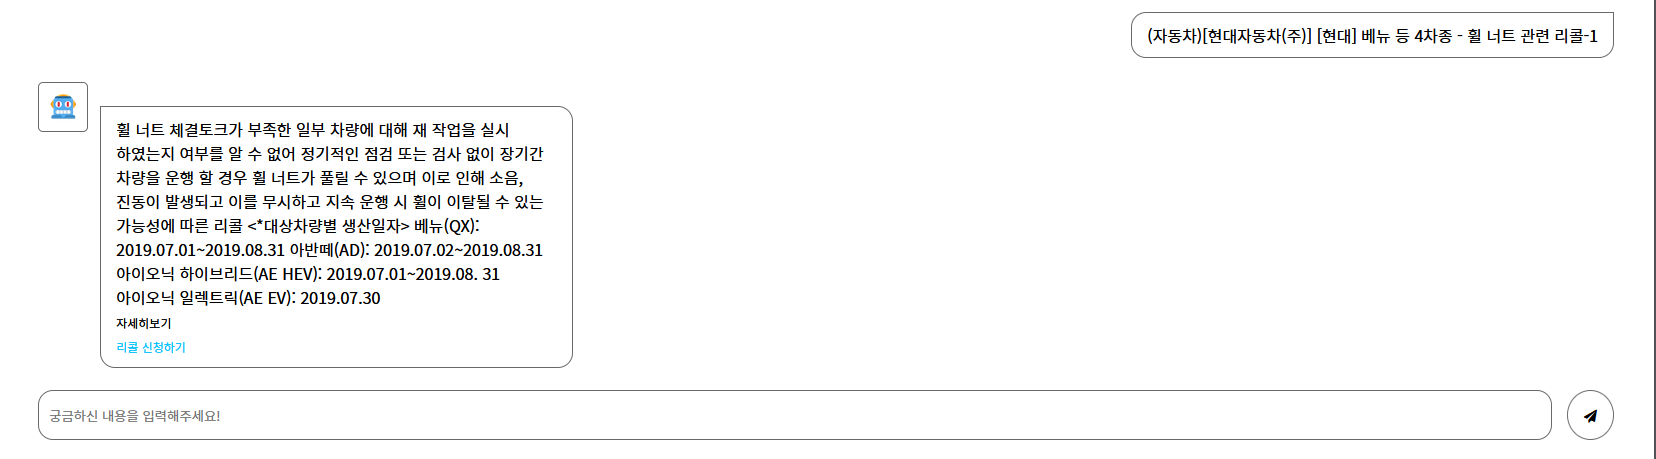 (자동차)[현대자동차(주)] [현대] 베뉴 등 4차종 - 휠 너트 관련 리콜-1
휠 너트 체결토크가 부족한 일부 차량에 대해 재 작업을 실시
하였는지 여부를 알 수 없어 정기적인 점검 또는 검사 없이 장기간
차량을 운행 할 경우 휠 너트가 풀릴 수 있으며 이로 인해 소음,
진동이 발생되고 이를 무시하고 지속 운행 시 휠이 이탈될 수 있는
가능성에 따른 리콜 <*대상차량별 생산일자> 베뉴(QX):
2019.07.01~2019.08.31 아반떼(AD): 2019.07.02~2019.08.31
아이오닉 하이브리드(AE HEV): 2019.07.01~2019.08. 31
아이오닉 일렉트릭(AE EV): 2019.07.30
자세히보기
리콜 신청하기
궁금하신 내용을 입력해주세요!